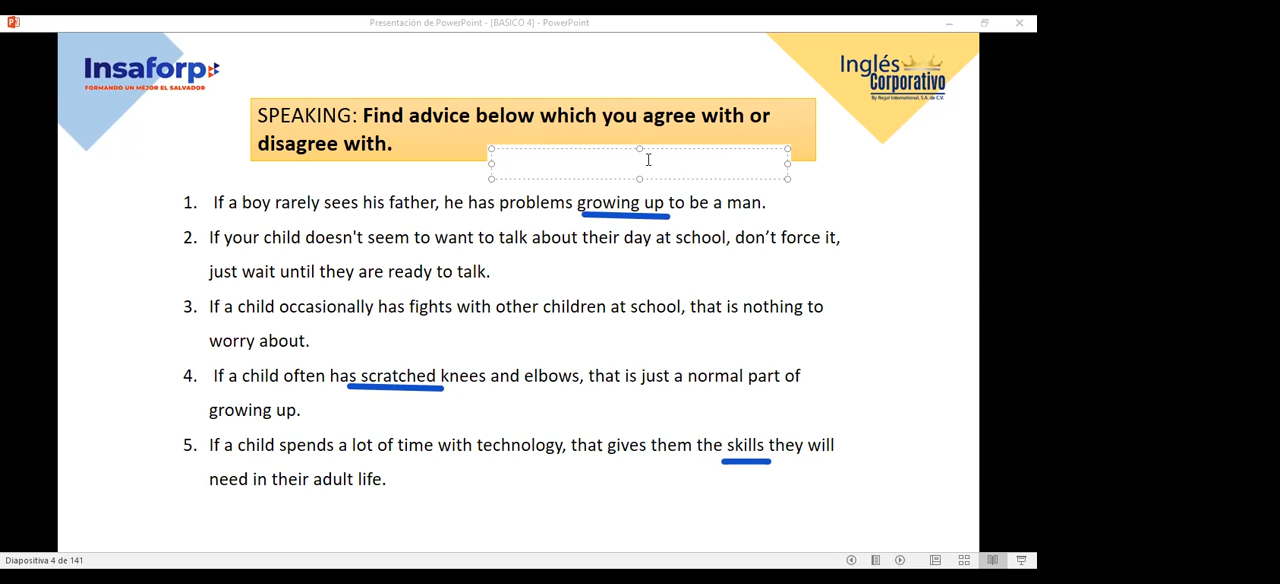 Presentación de PowerPoint - [BASICO 4] - PowerPoint
Insaforp
FORMANDO UN MEJOR EL SALVADOR
Inglés
Corporativo
By Regal International, S.A. de C.V.
SPEAKING: Find advice below which you agree with or
disagree with.
1. If a boy rarely sees his father, he has problems growing up to be a man.
2. If your child doesn't seem to want to talk about their day at school, don’t force it,
just wait until they are ready to talk.
3. If a child occasionally has fights with other children at school, that is nothing to
worry about.
4. If a child often has scratched knees and elbows, that is just a normal part of
growing up.
5. If a child spends a lot of time with technology, that gives them the skills they will
need in their adult life.
Diapositiva 4 de 141